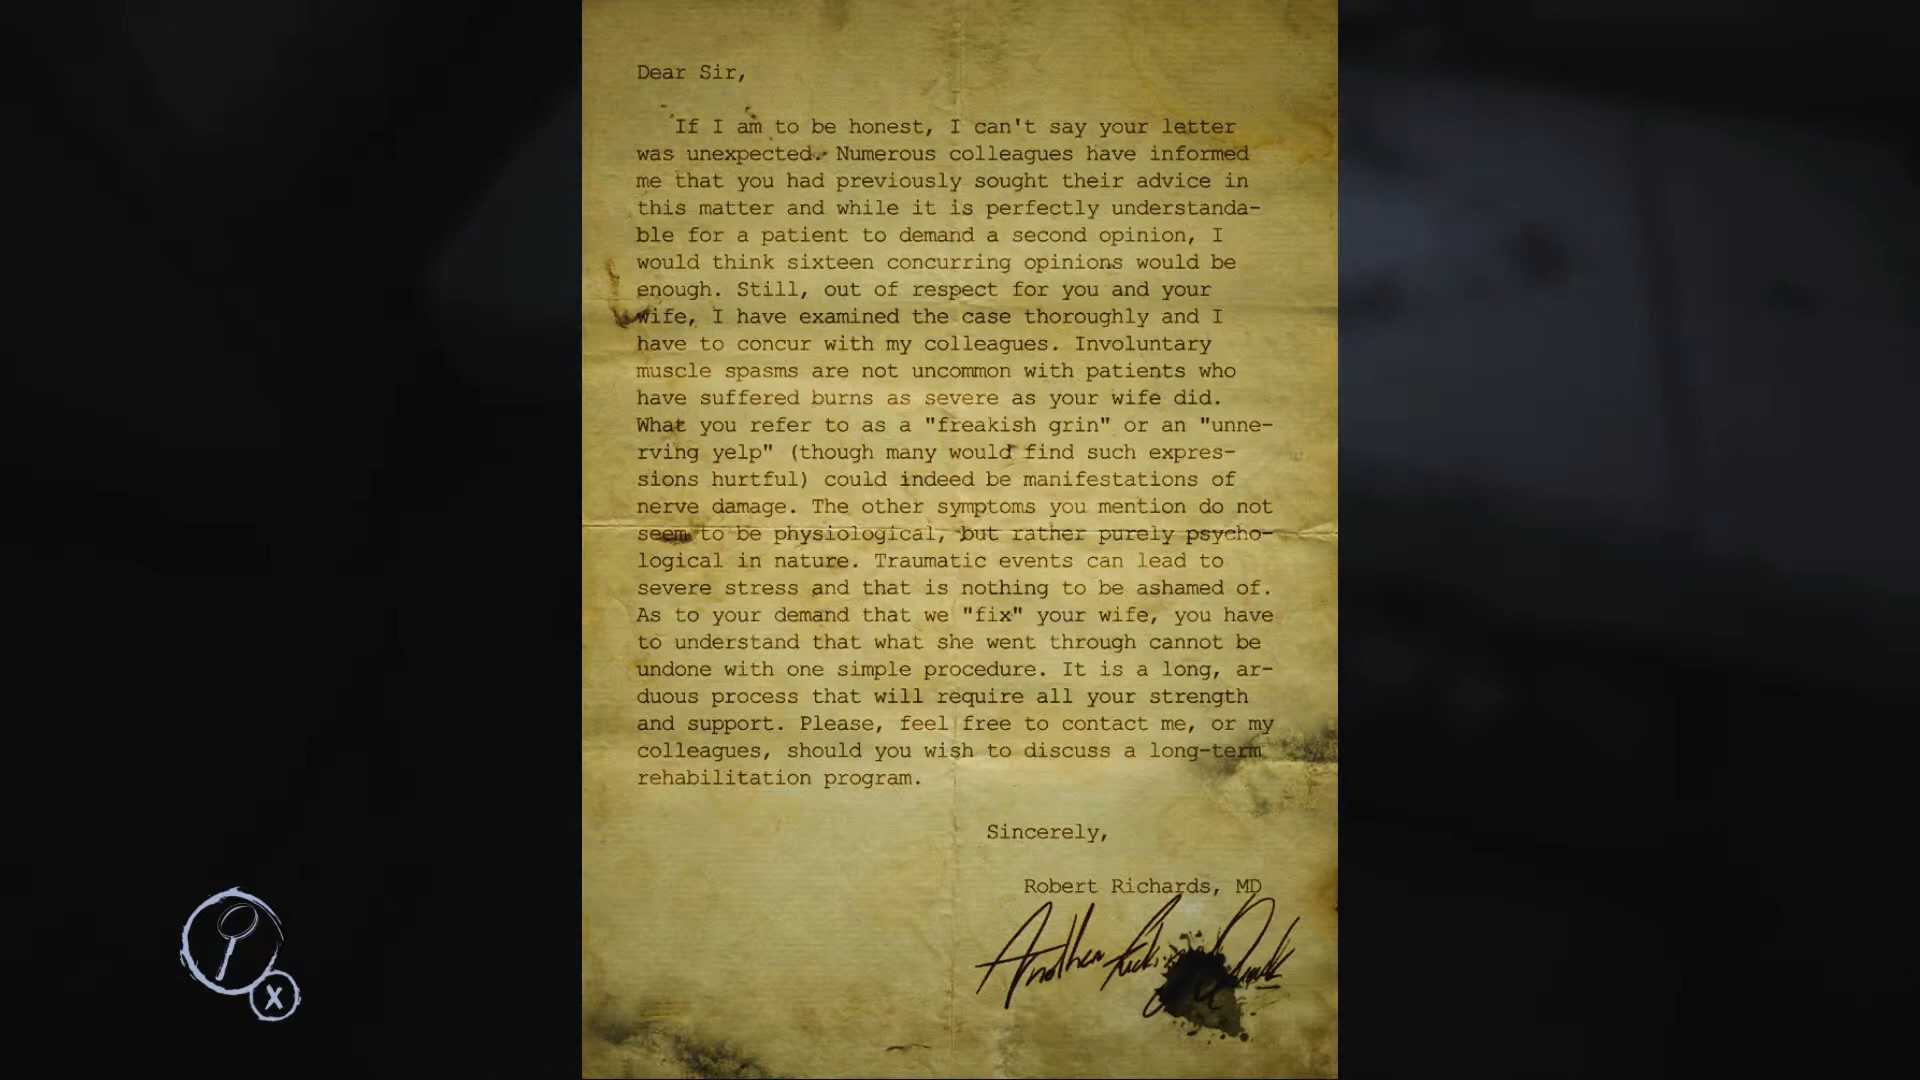 Dear Sir,
If I am to be honest, I can't say your letter
was unexpected. Numerous colleagues have informed
me that you had previously sought their advice in
this matter and while it is perfectly understanda-
ble for a patient to demand a second opinion, I
would think sixteen concurring opinions would be
enough. Still, out of respect for you and your
wife, I have examined the case thoroughly and I
have to concur with my colleagues. Involuntary
muscle spasms are not uncommon with patients who
have suffered burns as severe as your wife did.
What you refer to as a "freakish grin" or an "unne-
rving yelp" (though many would find such expres-
sions hurtful) could indeed be manifestations of
nerve damage. The other symptoms you mention do not
seem to be physiological, but rather purely psycho-
logical in nature. Traumatic events can lead to
severe stress and that is nothing to be ashamed of.
As to your demand that we "fix" your wife, you have
to understand that what she went through cannot be
undone with one simple procedure. It is a long, ar-
duous process that will require all your strength
and support. Please, feel free to contact me, or my
colleagues, should you wish to discuss a long-term
rehabilitation program.
Sincerely,
Robert Richards, MD
Another
X